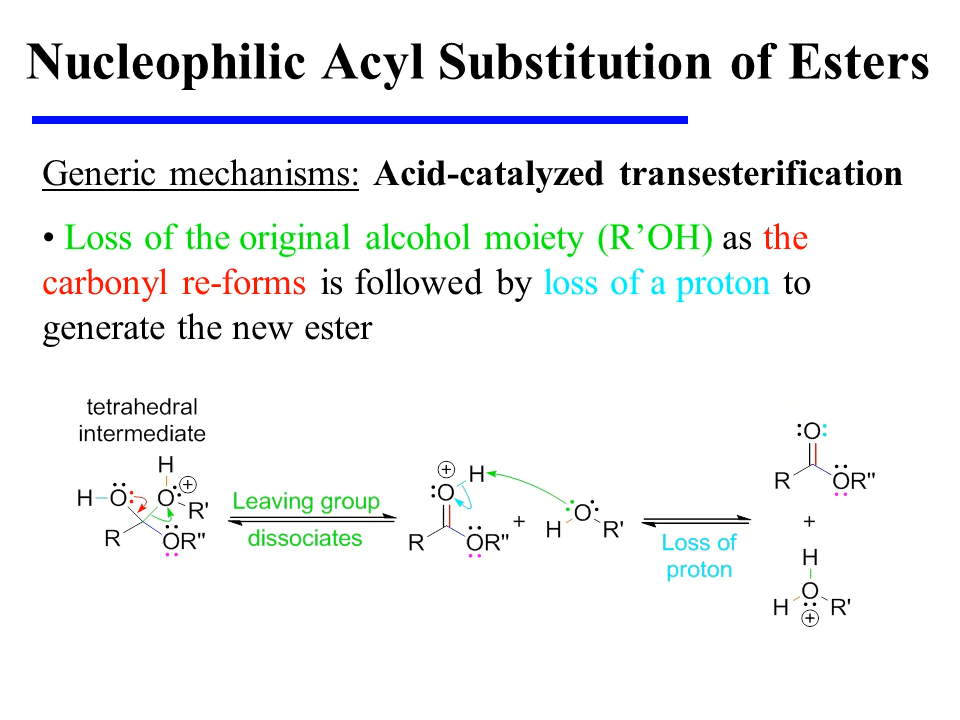 Nucleophilic Acyl Substitution of Esters
Generic mechanisms: Acid-catalyzed transesterification
• Loss of the original alcohol moiety (R’OH) as the
carbonyl re-forms is followed by loss of a proton to
generate the new ester
tetrahedral
intermediate
H
H O O +
R'
R
OR"
Leaving group
dissociates
+
H
O
R OR"
+
O
H R'
Loss of
proton
O
R OR"
+
H
O
H R'
+